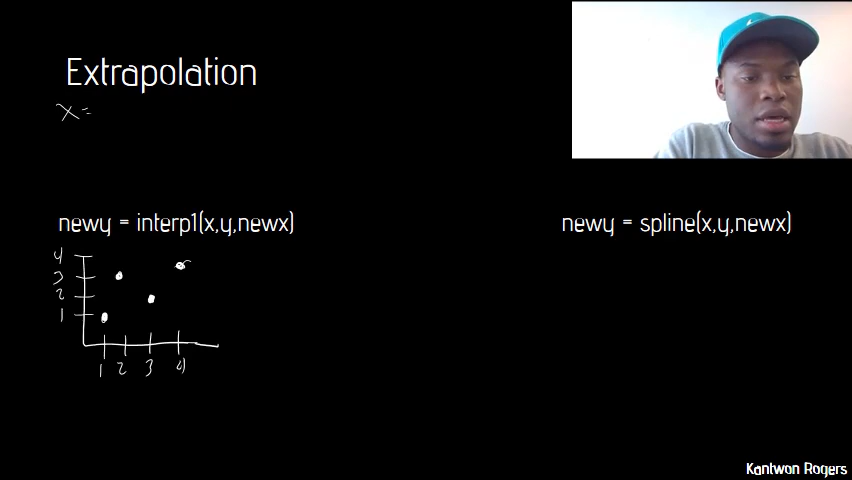 Extrapolation
x=
newy = interp1(x,y,newx)
newy = spline(x,y,newx)
4
3
2
1
1 2 3 4
Kantwon Rogers